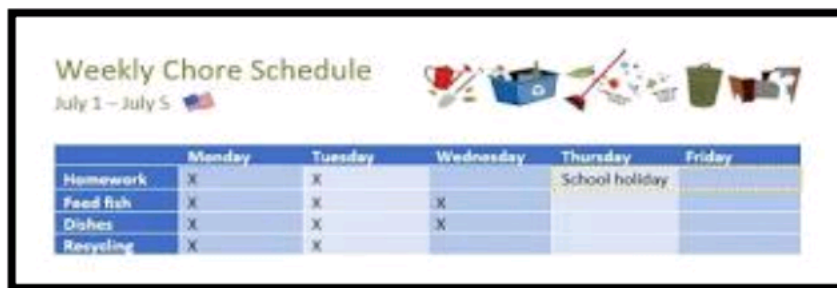 Weekly Chore Schedule
July 1 – July 5
Monday Tuesday Wednesday Thursday Friday
Homework X X School holiday
Feed fish X X X
Dishes X X X
Recycling X X